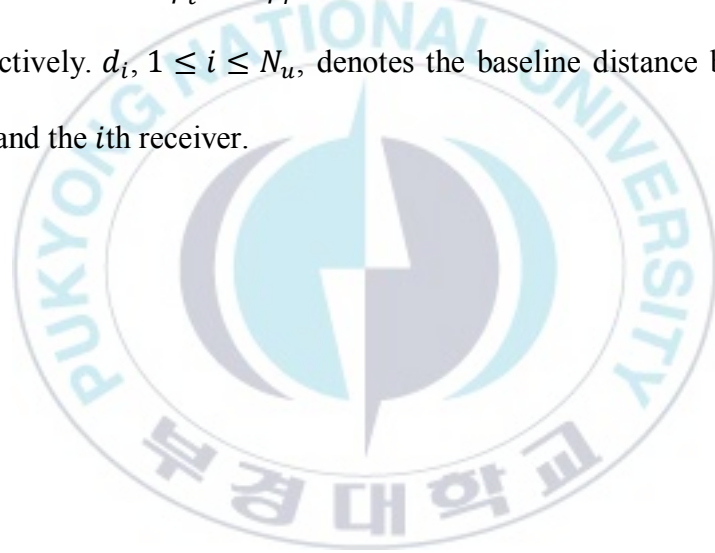 ctively. 𝑑ᵢ, 1 ≤ 𝑖 ≤ 𝑁ᵤ, denotes the baseline distance b
and the 𝑖th receiver.
PUKYONG NATIONAL UNIVERSITY
부경대학교